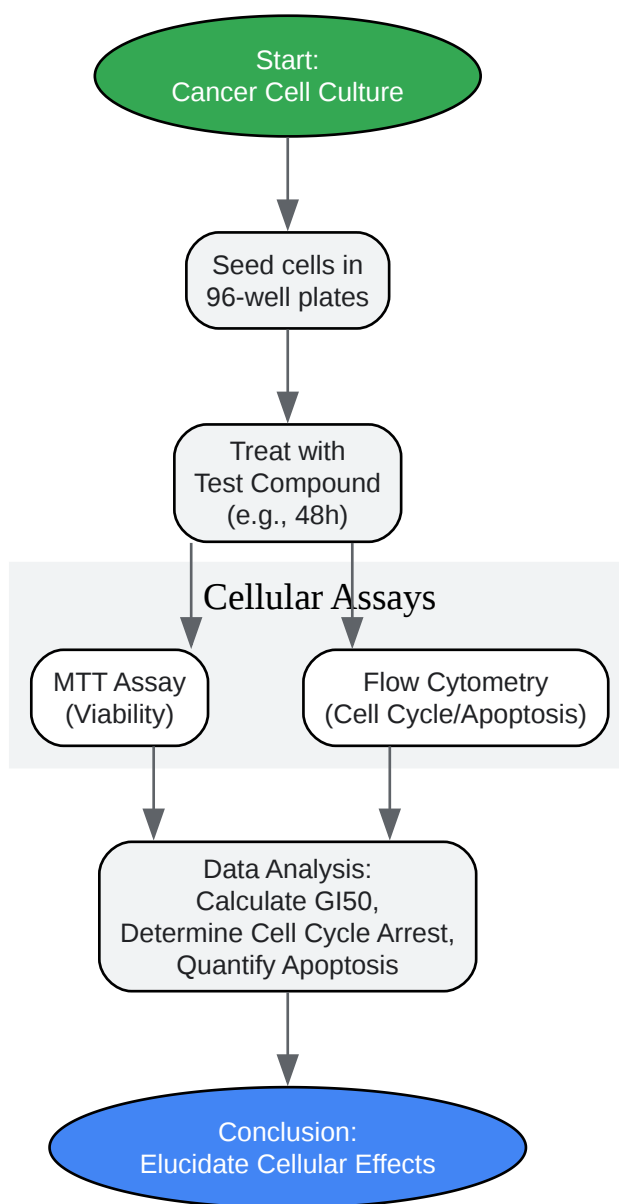 Start:
Cancer Cell Culture
Seed cells in
96-well plates
Treat with
Test Compound
(e.g., 48h)
Cellular Assays
MTT Assay
(Viability)
Flow Cytometry
(Cell Cycle/Apoptosis)
Data Analysis:
Calculate GI50,
Determine Cell Cycle Arrest,
Quantify Apoptosis
Conclusion:
Elucidate Cellular Effects